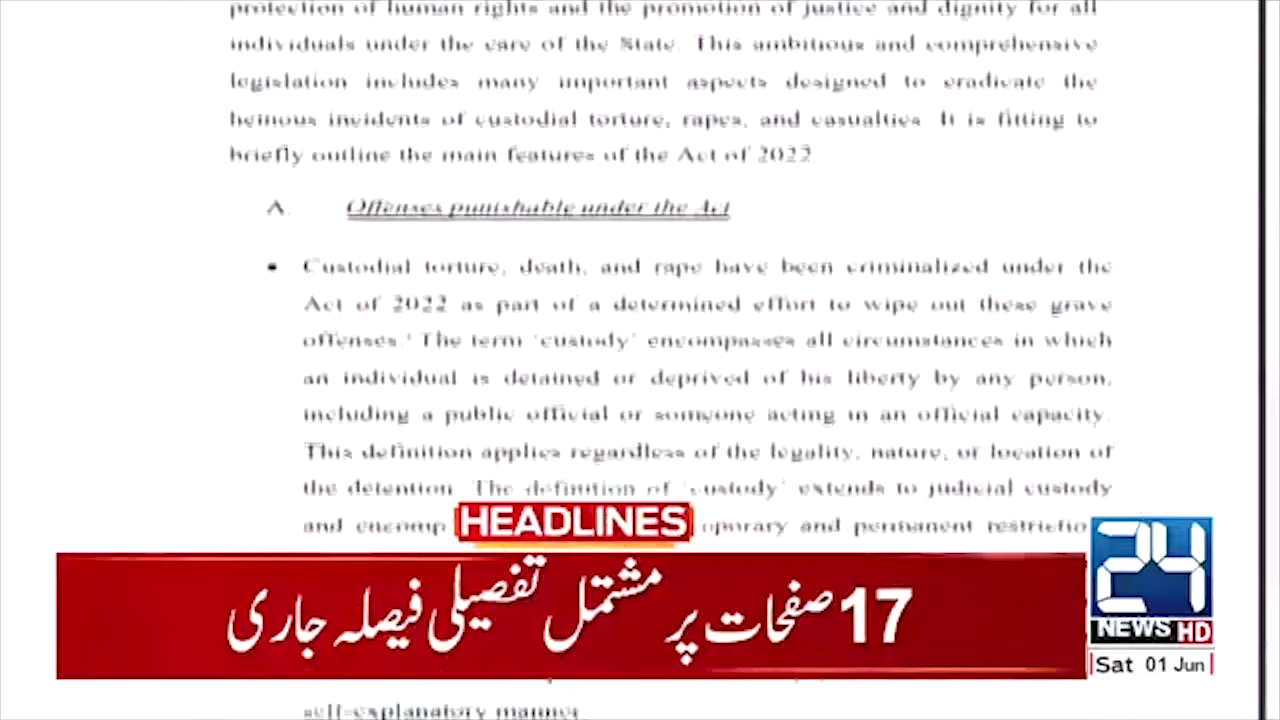 protection of human rights and the promotion of justice and dignity for all
individuals under the care of the State. This ambitious and comprehensive
legislation includes many important aspects designed to eradicate the
heinous incidents of custodial torture, rapes, and casualties. It is fitting to
briefly outline the main features of the Act of 2022
A. Offenses punishable under the Act
• Custodial torture, death, and rape have been criminalized under the
Act of 2022 as part of a determined effort to wipe out these grave
offenses. The term 'custody' encompasses all circumstances in which
an individual is detained or deprived of his liberty by any person,
including a public official or someone acting in an official capacity.
This definition applies regardless of the legality, nature, or location of
the detention. The definition of 'custody' extends to judicial custody
and encomp oporary and permanent restrictio
HEADLINES
17 صفحات پر مشتمل تفصیلی فیصلہ جاری
24
NEWS HD
Sat 01 Jun
self-explanatory manner